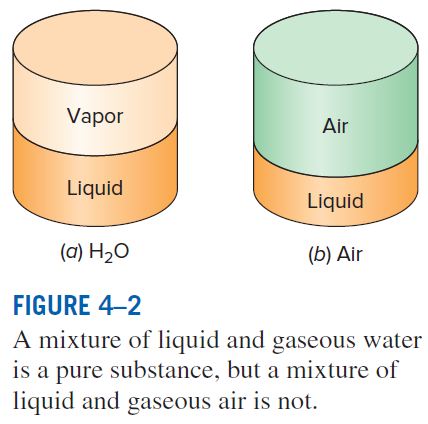 Vapor
Liquid
Air
Liquid
(a) H₂O
(b) Air
FIGURE 4–2
A mixture of liquid and gaseous water
is a pure substance, but a mixture of
liquid and gaseous air is not.